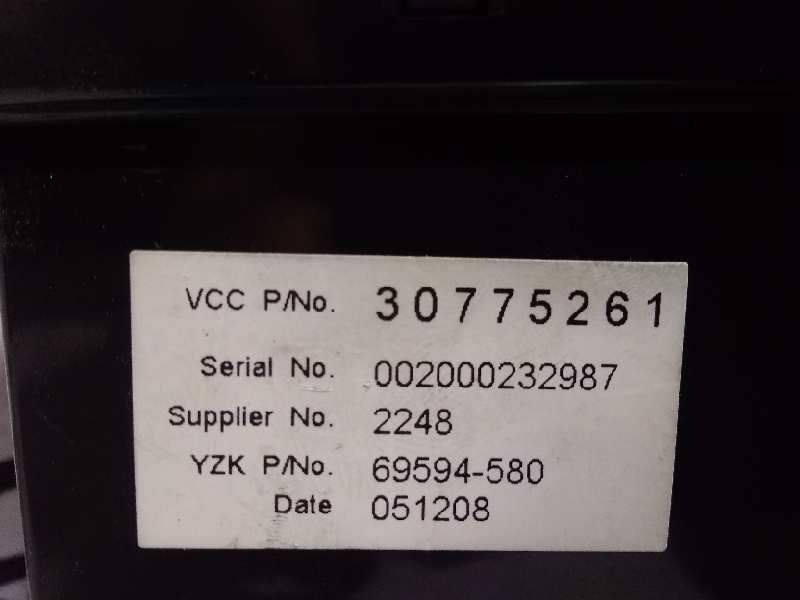 VCC P/No. 30775261
Serial No. 002000232987
Supplier No. 2248
YZK P/No. 69594-580
Date 051208